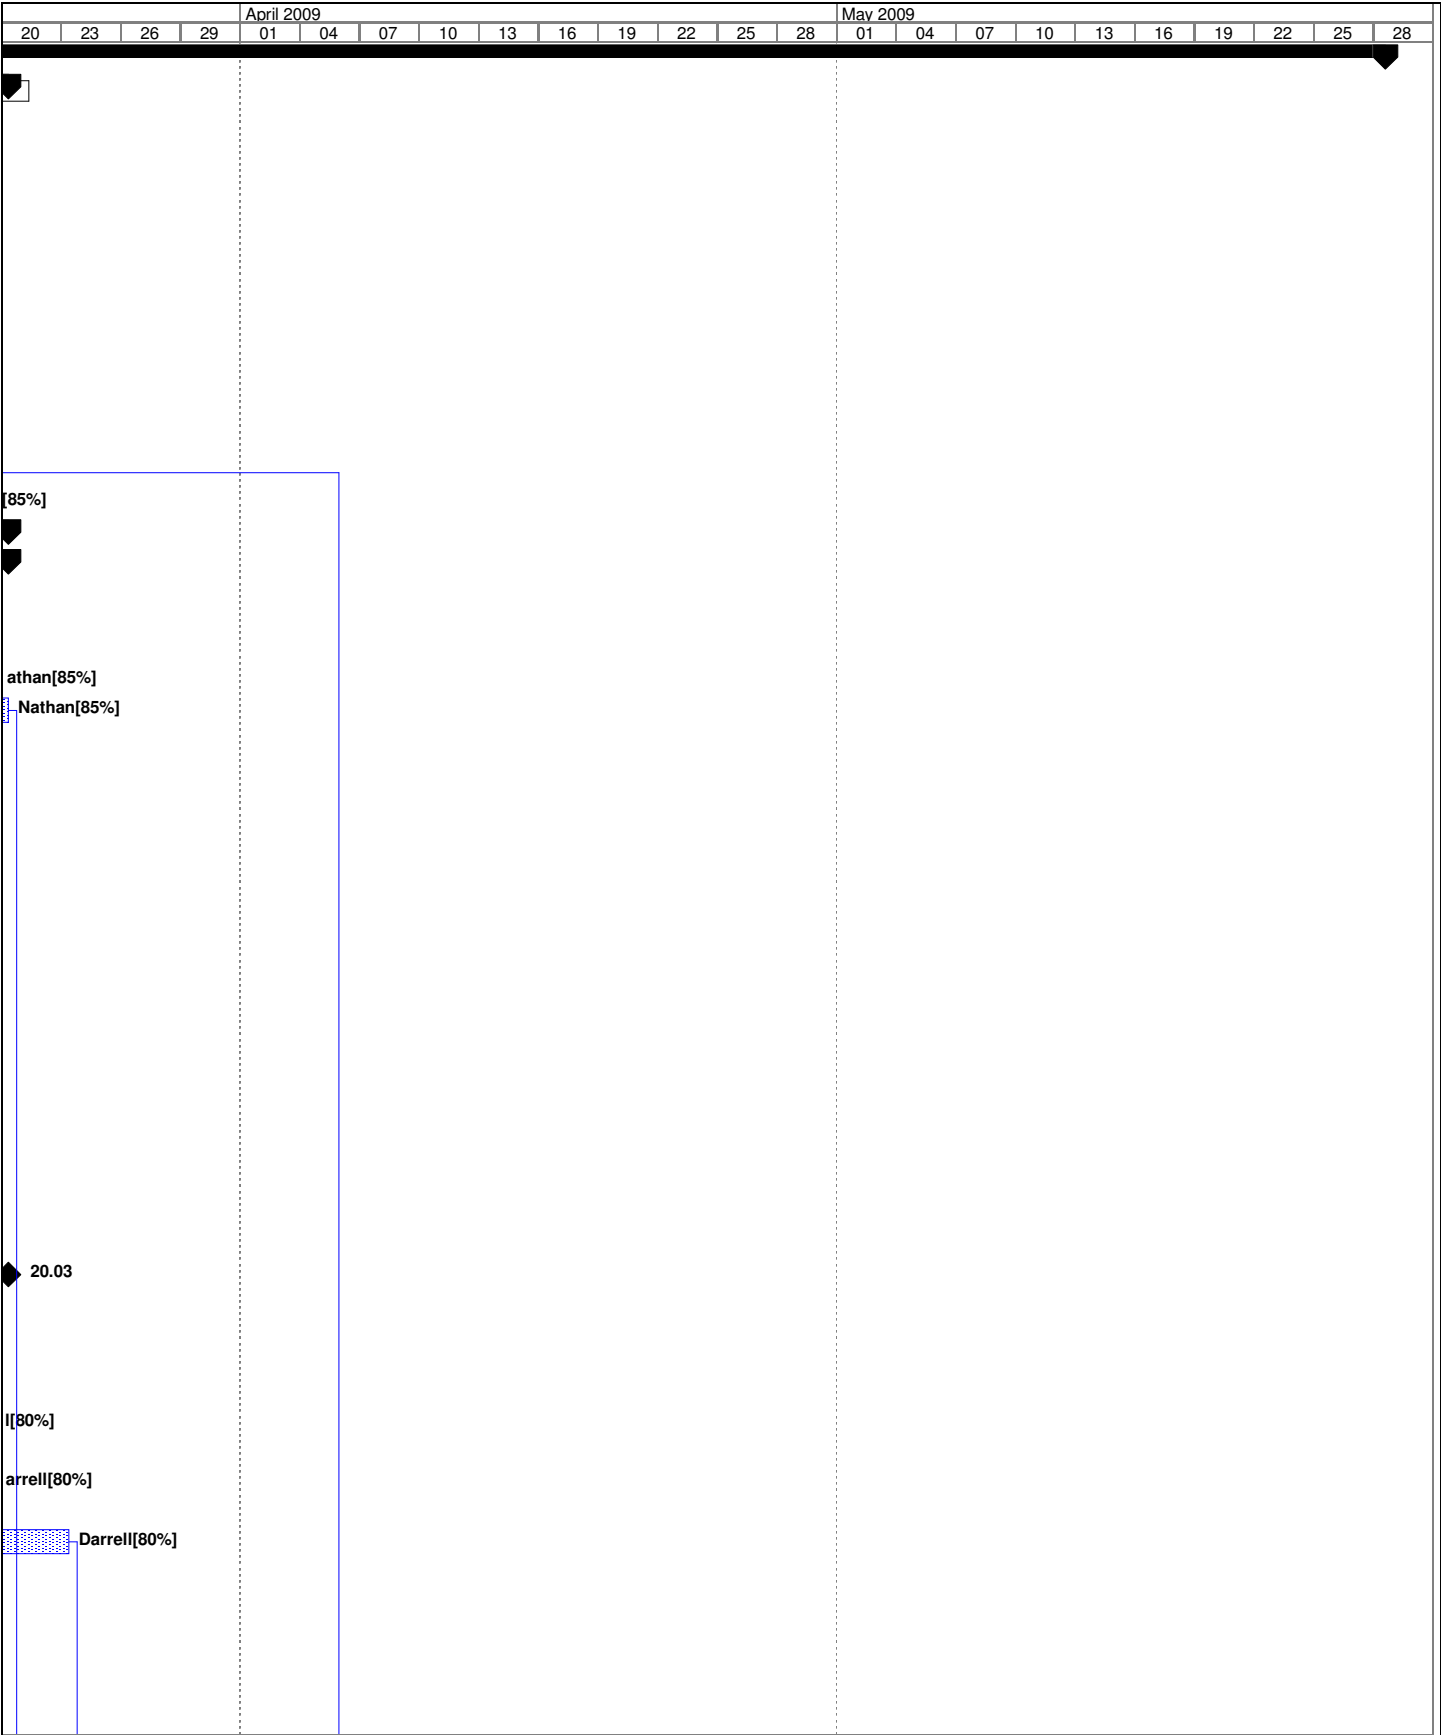 April 2009 May 2009
20 23 26 29 01 04 07 10 13 16 19 22 25 28 01 04 07 10 13 16 19 22 25 28
[85%]
athan[85%]
Nathan[85%]
20.03
l[80%]
arrell[80%]
Darrell[80%]